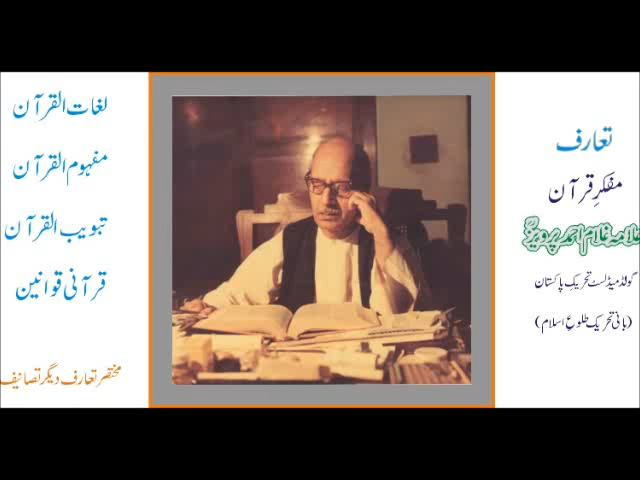 تعارف
مفکرِ قرآن
علامہ غلام احمد پرویزؒ
گولڈ میڈلسٹ تحریکِ پاکستان
(بانی تحریک طلوع اسلام)
لغات القرآن
مفہوم القرآن
تبویب القرآن
قرآنی قوانین
مختصر تعارف دیگر تصانیف